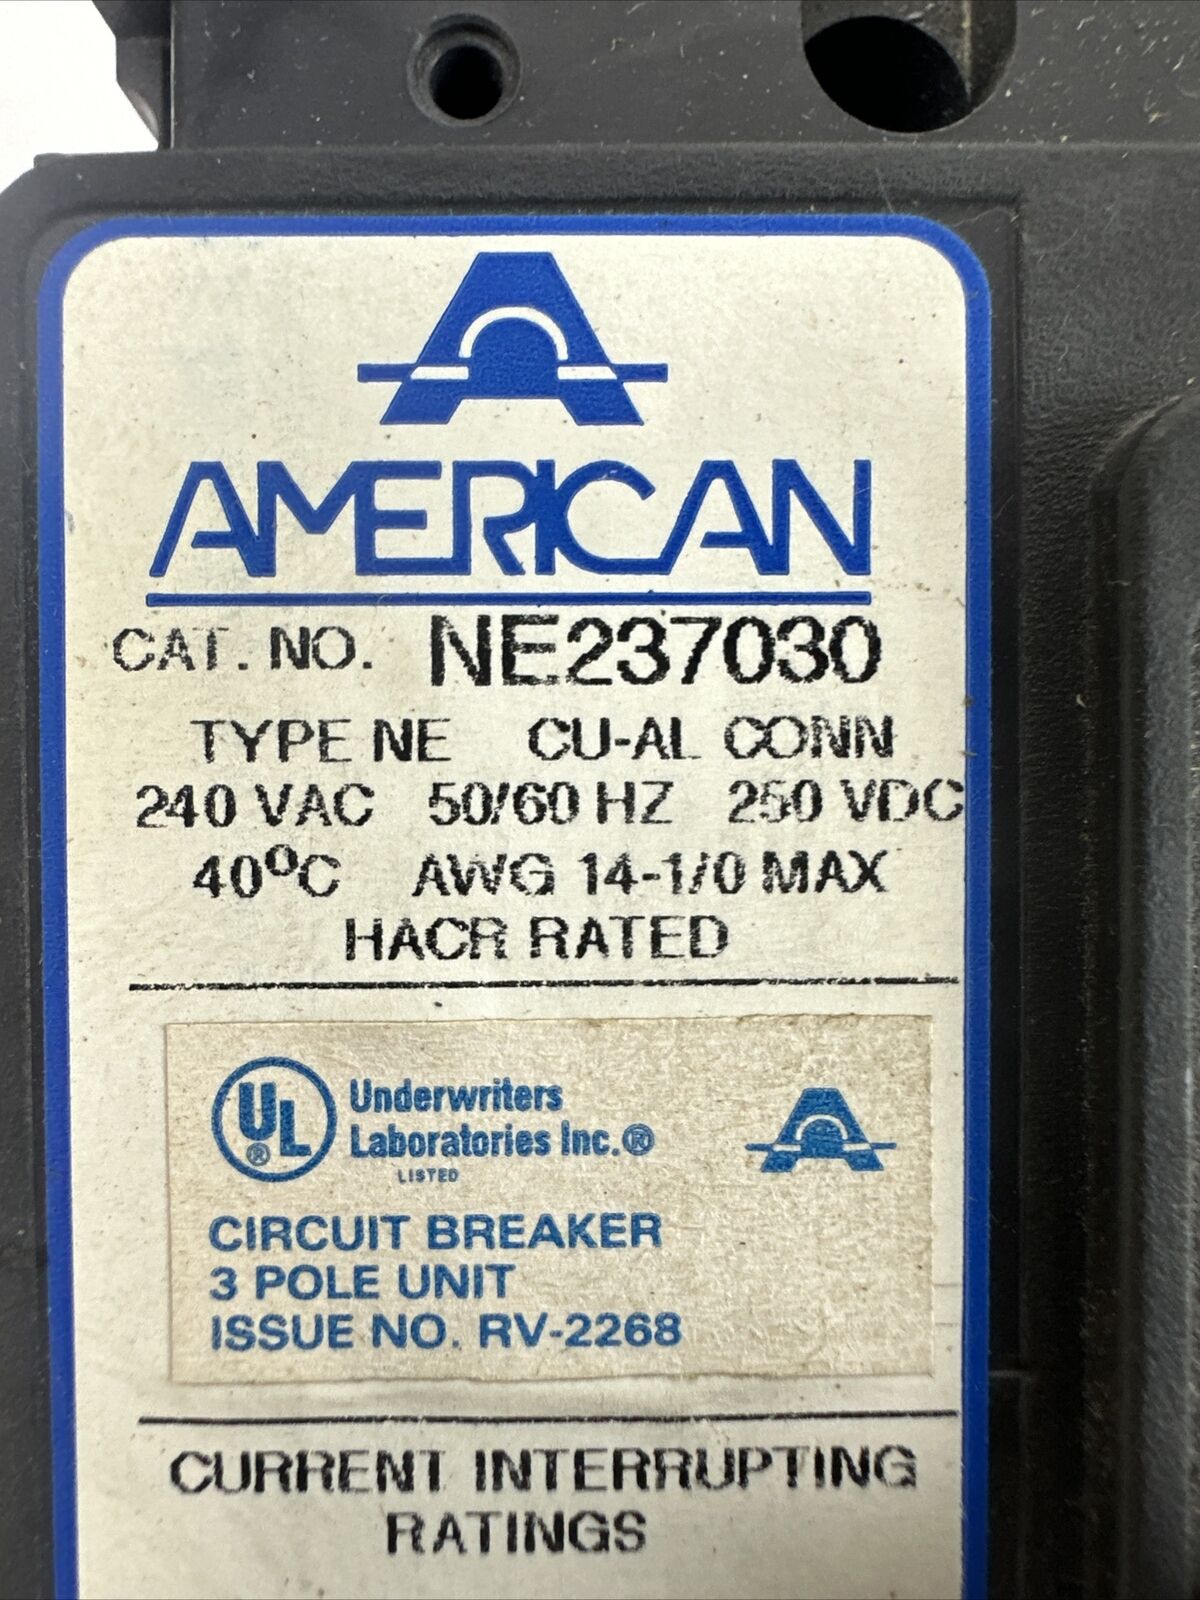 AMERICAN
CAT. NO. NE237030
TYPE NE CU-AL CONN
240 VAC 50/60 HZ 250 VDC
40°C AWG 14-1/0 MAX
HACR RATED
UL® Underwriters
Laboratories Inc.®
LISTED
CIRCUIT BREAKER
3 POLE UNIT
ISSUE NO. RV-2268
CURRENT INTERRUPTING
RATINGS